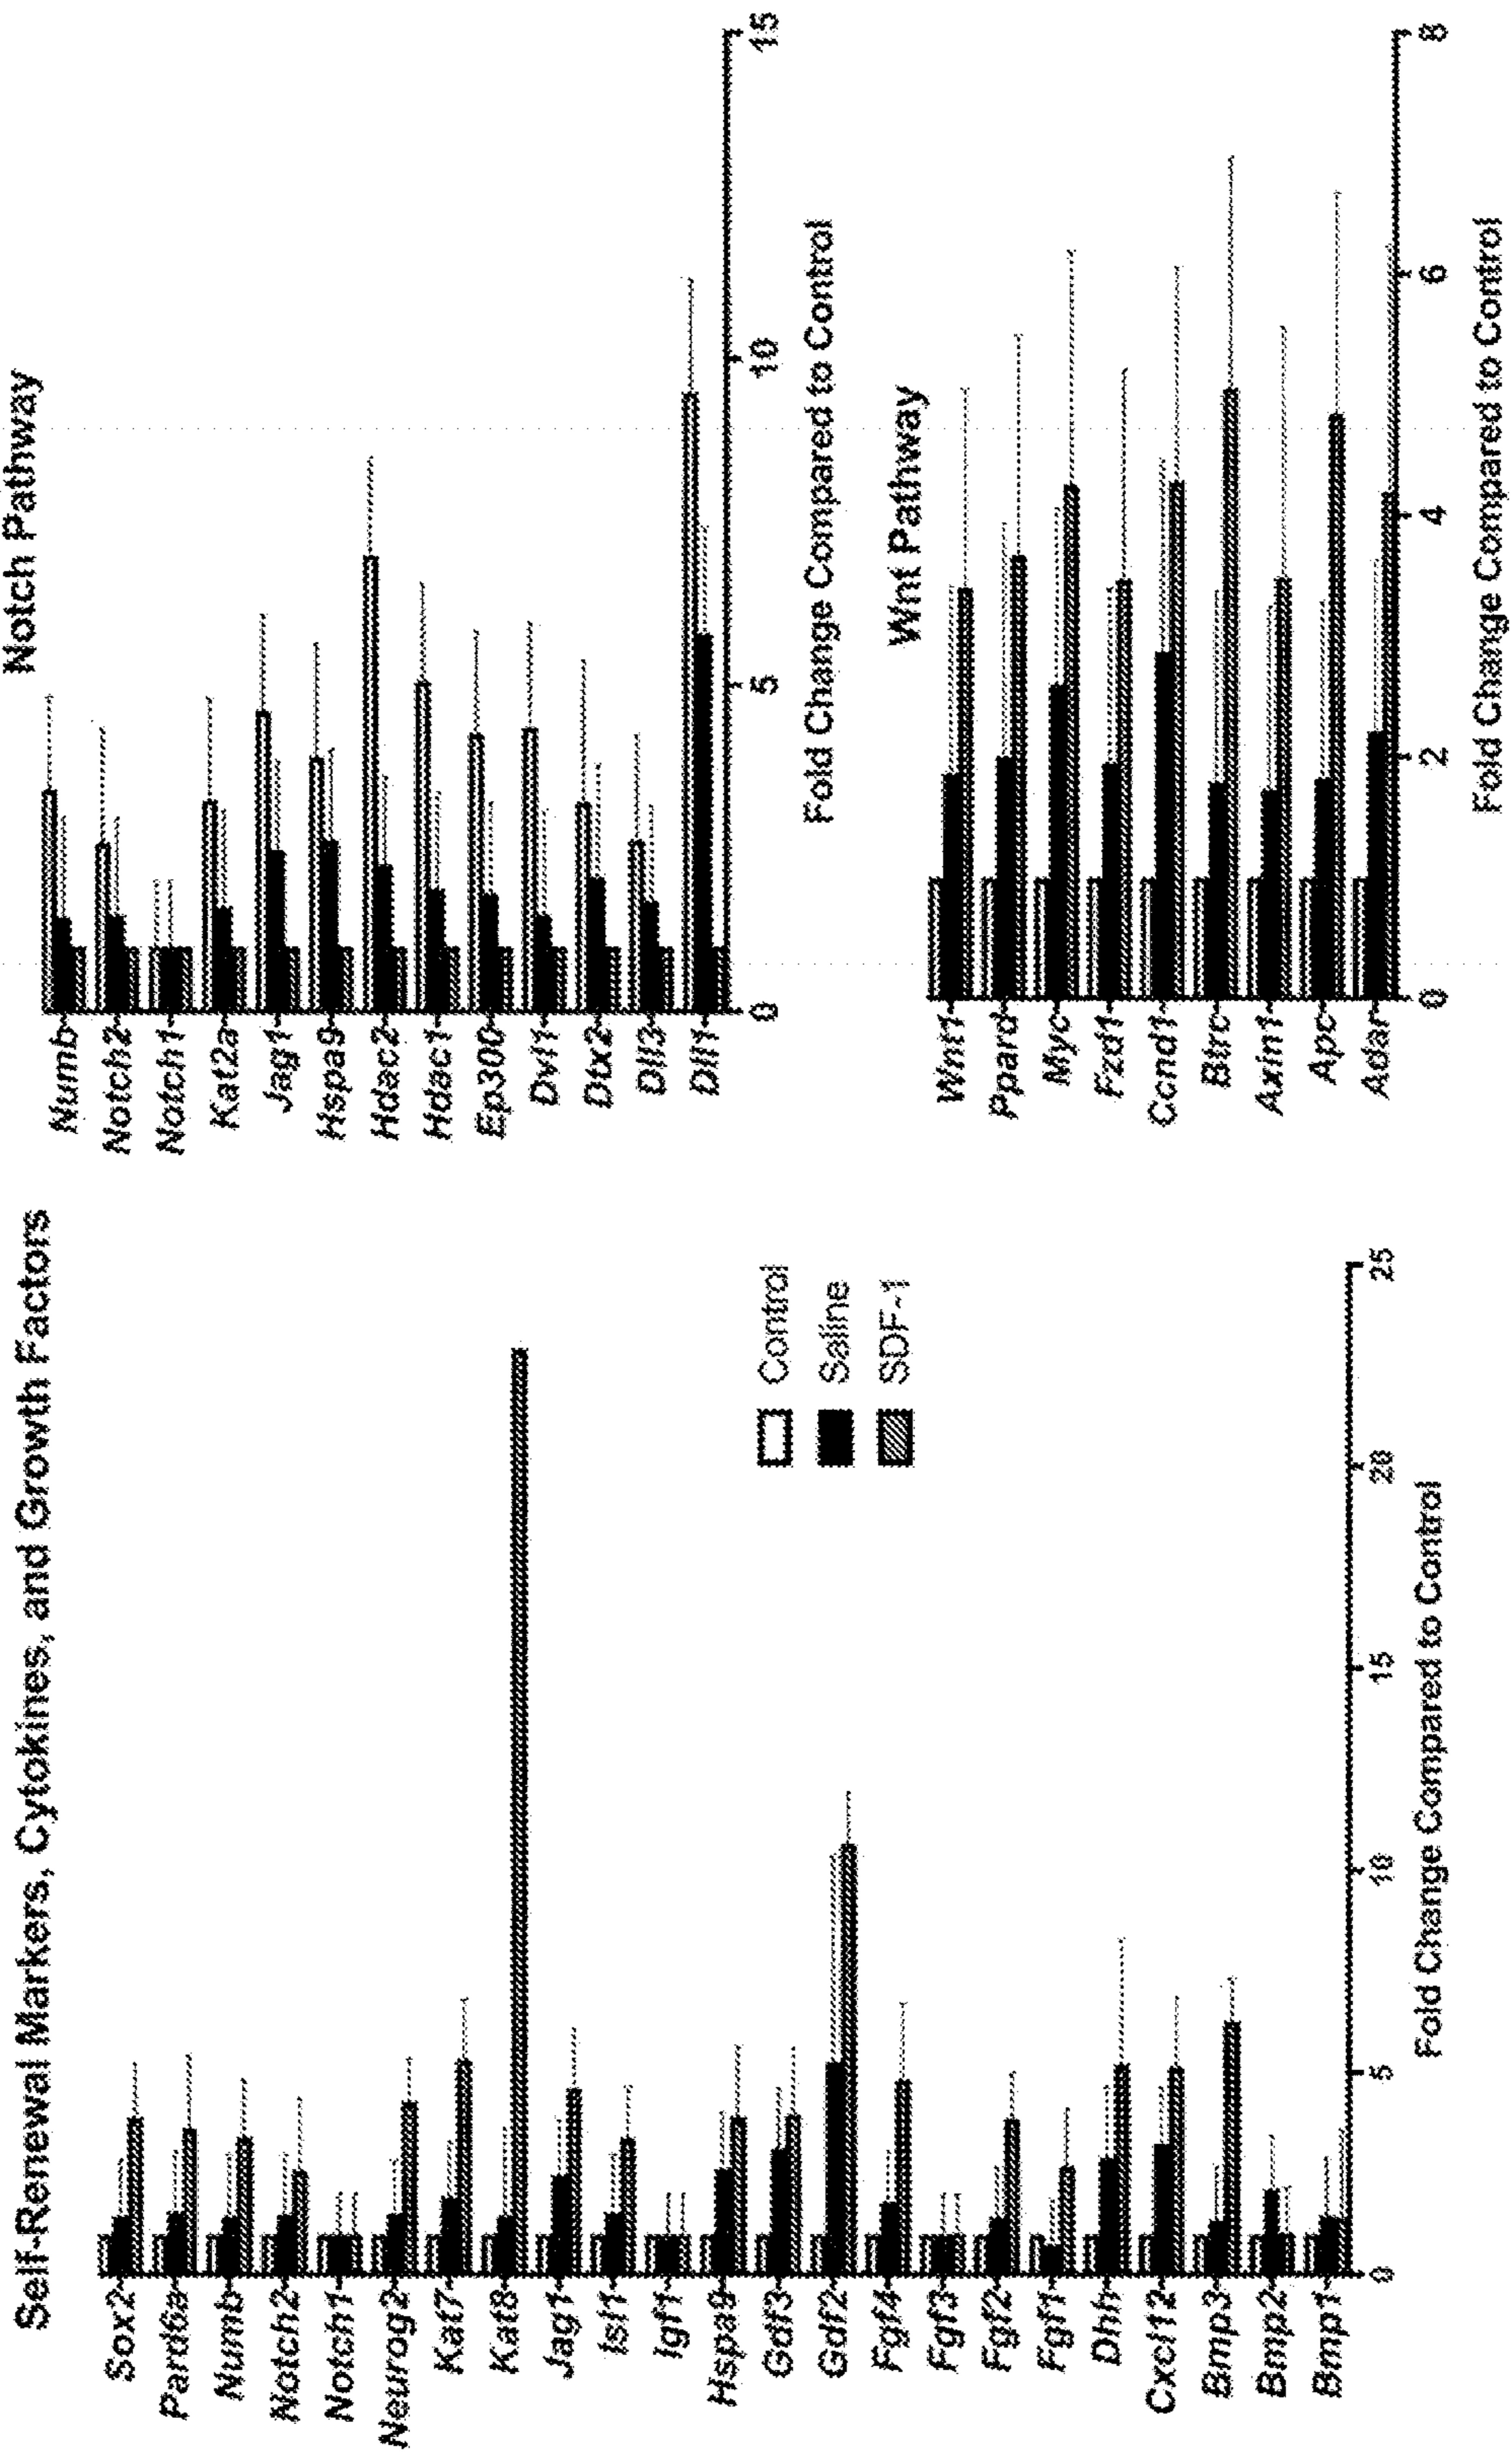 Self-Renewal Markers, Cytokines, and Growth Factors
Sox2
Pard6a
Numb
Notch2
Notch1
Neurog2
Kat7
Kat8
Jag1
Isl1
Igf1
Hspa9
Gdf3
Gdf2
Fgf4
Fgf3
Fgf2
Fgf1
Dhh
Cxcl12
Bmp3
Bmp2
Bmp1
0 5 10 15 20 25
Fold Change Compared to Control
Control
Saline
SDF-1
Notch Pathway
Numb
Notch2
Notch1
Kat2a
Jag1
Hspa9
Hdac2
Hdac1
Ep300
Dvl1
Dtx2
Dll3
Dll1
0 5 10 15
Fold Change Compared to Control
Wnt Pathway
Wnt1
Ppard
Myc
Fzd1
Ccnd1
Btrc
Axin1
Apc
Adar
0 2 4 6 8
Fold Change Compared to Control